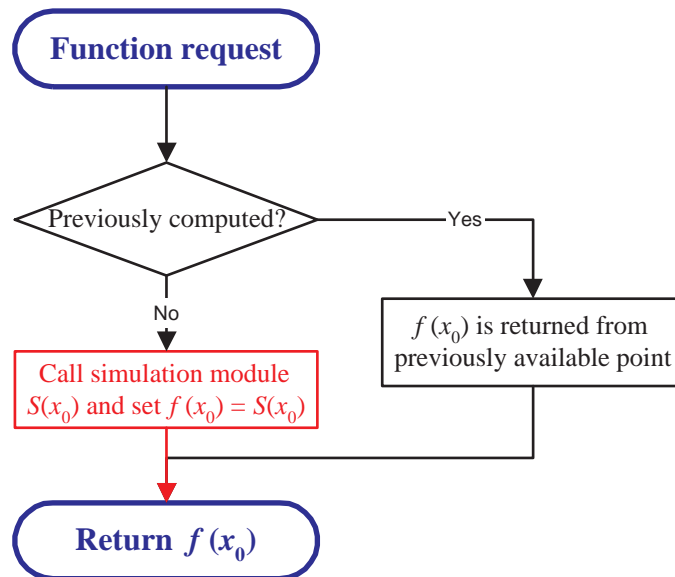 Function request
Previously computed?
Yes
No
f (x₀) is returned from
previously available point
Call simulation module
S(x₀) and set f (x₀) = S(x₀)
Return f (x₀)